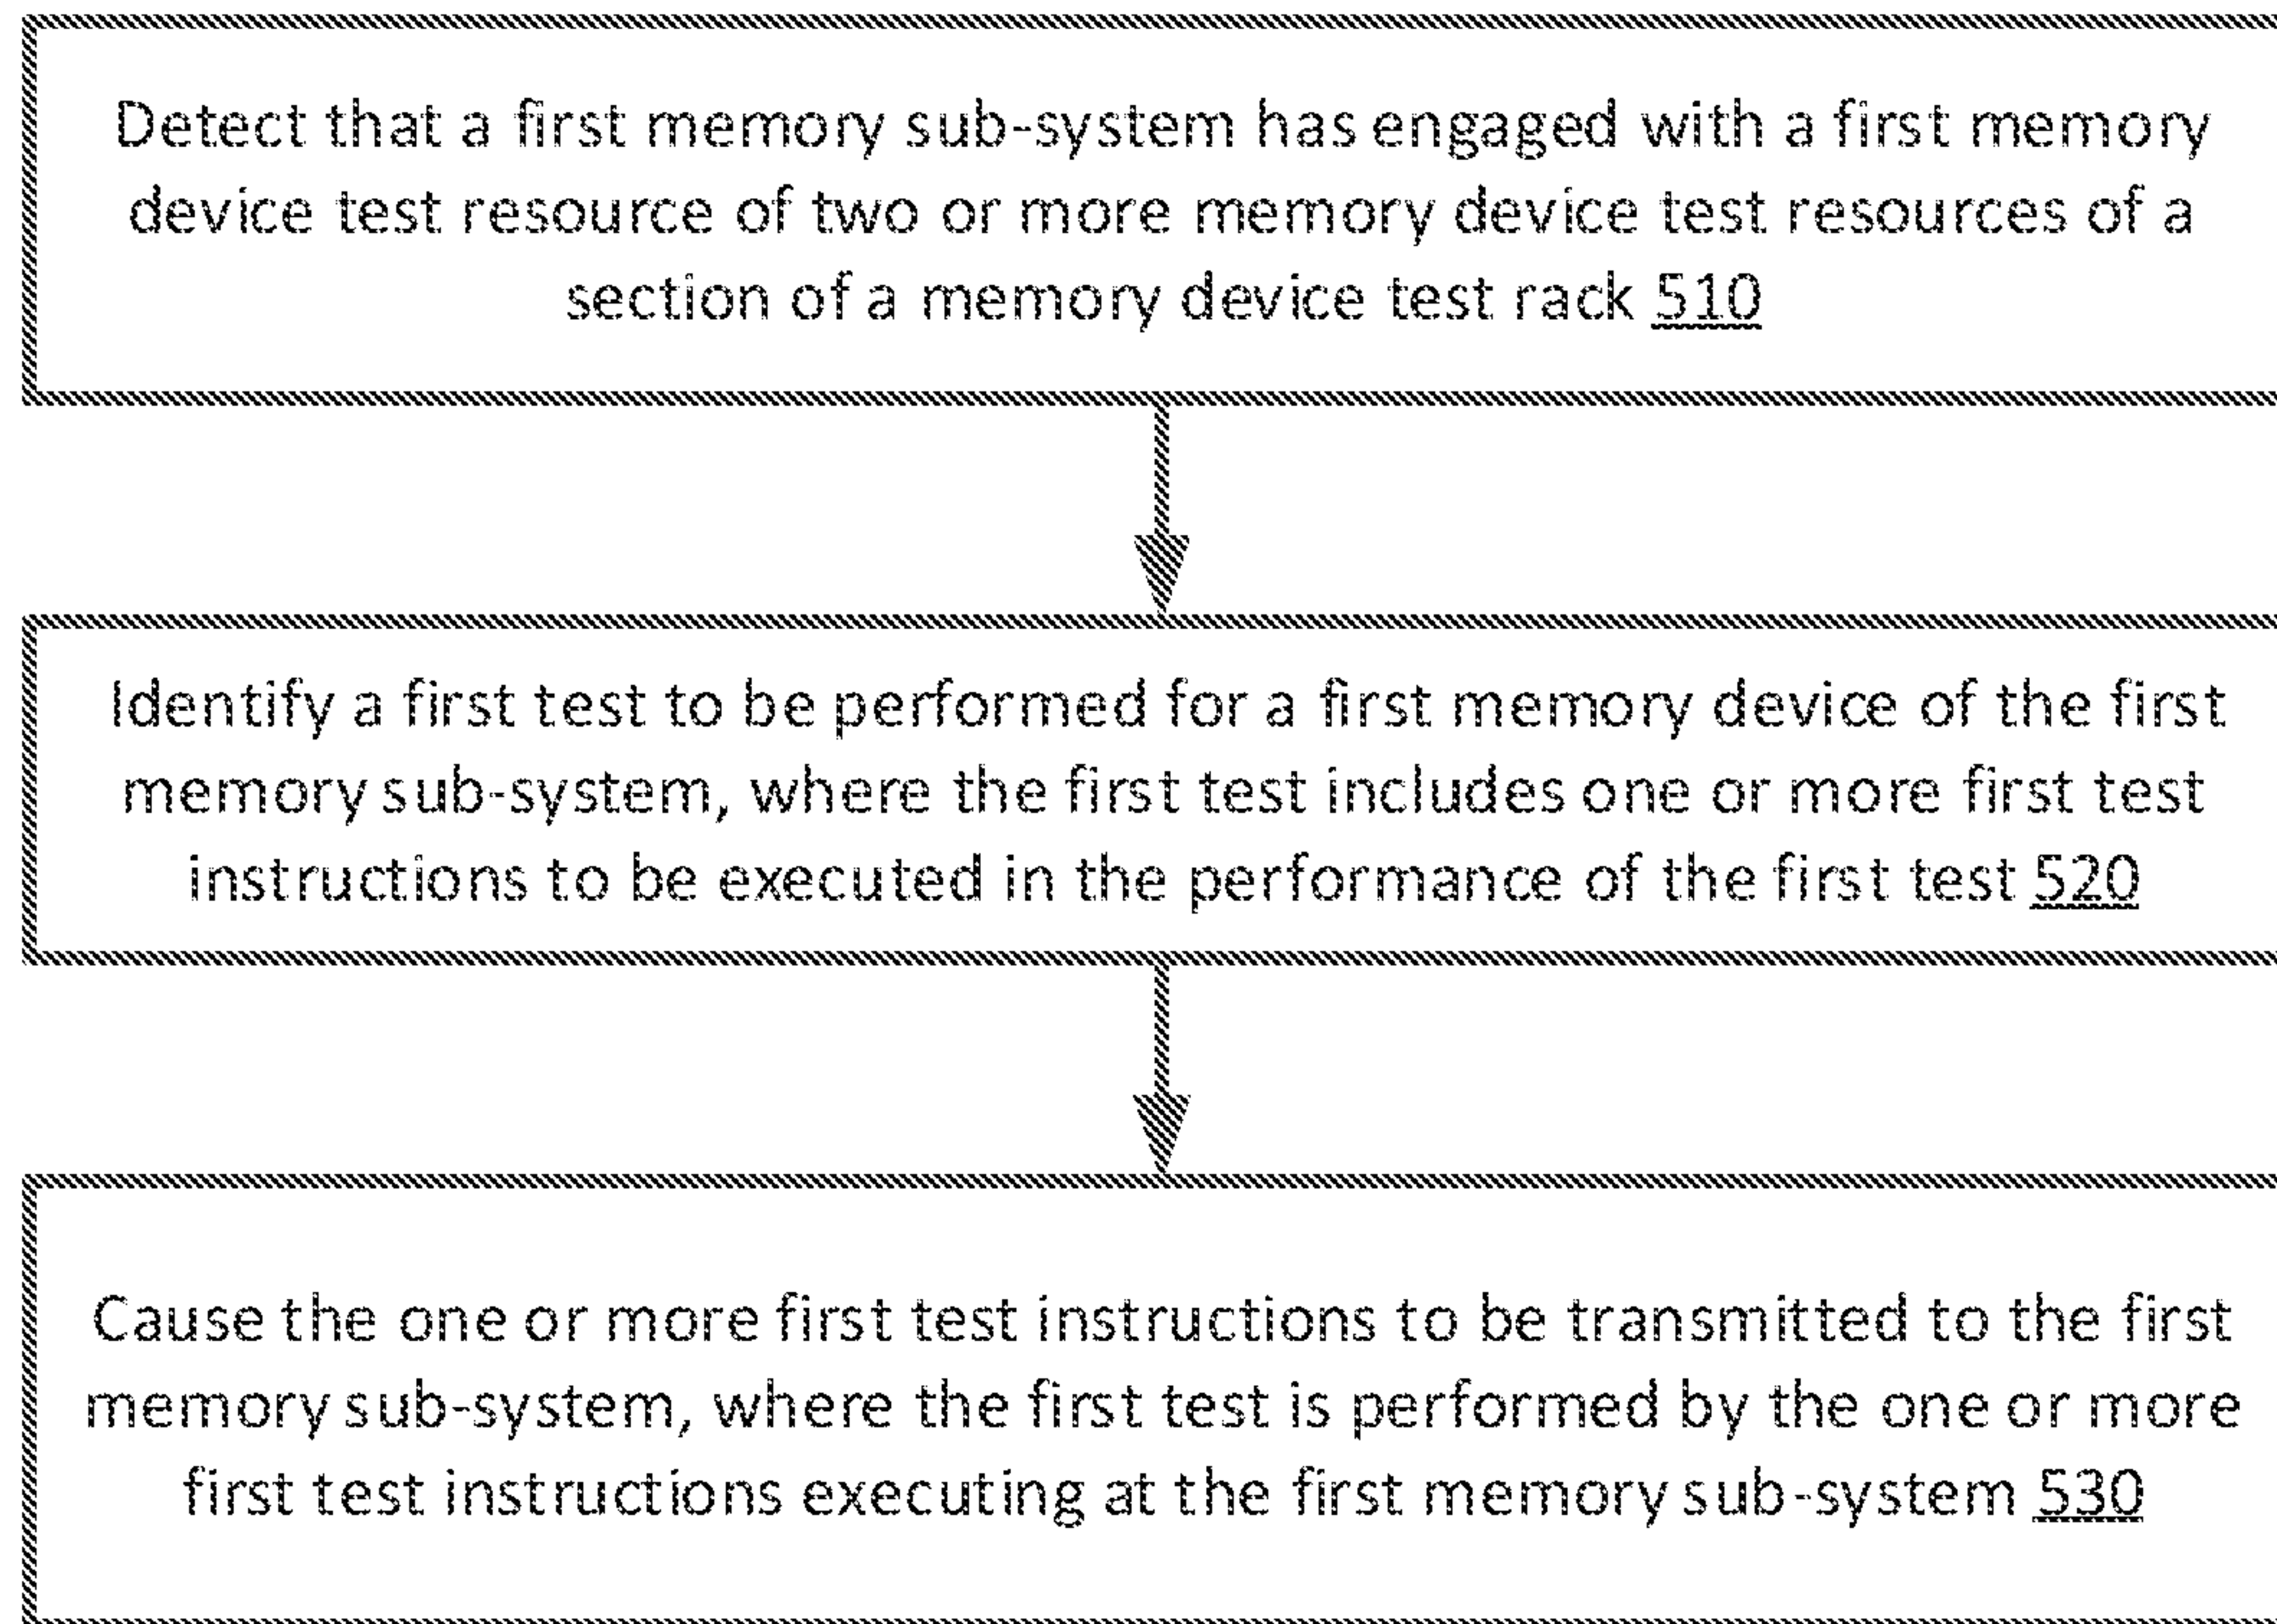 Detect that a first memory sub-system has engaged with a first memory
device test resource of two or more memory device test resources of a
section of a memory device test rack 510
Identify a first test to be performed for a first memory device of the first
memory sub-system, where the first test includes one or more first test
instructions to be executed in the performance of the first test 520
Cause the one or more first test instructions to be transmitted to the first
memory sub-system, where the first test is performed by the one or more
first test instructions executing at the first memory sub-system 530